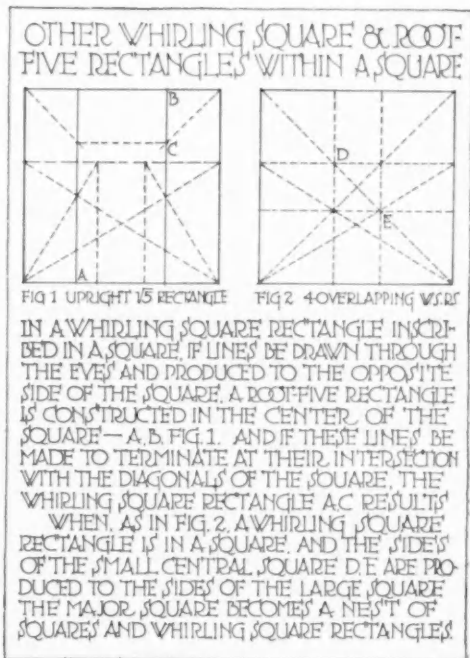 OTHER WHIRLING SQUARE & ROOT-
FIVE RECTANGLES WITHIN A SQUARE
B
C
A
D
E
FIG 1 UPRIGHT √5 RECTANGLE
FIG 2 4 OVERLAPPING W.S.RS
IN A WHIRLING SQUARE RECTANGLE INSCRI-
BED IN A SQUARE, IF LINES BE DRAWN THROUGH
THE EYES AND PRODUCED TO THE OPPOSITE
SIDE OF THE SQUARE, A ROOT-FIVE RECTANGLE
IS CONSTRUCTED IN THE CENTER OF THE
SQUARE — A,B, FIG. 1. AND IF THESE LINES BE
MADE TO TERMINATE AT THEIR INTERSECTION
WITH THE DIAGONALS OF THE SQUARE, THE
WHIRLING SQUARE RECTANGLE A.C RESULTS
WHEN, AS IN FIG. 2, A WHIRLING SQUARE
RECTANGLE IS IN A SQUARE, AND THE SIDES
OF THE SMALL CENTRAL SQUARE D.E ARE PRO-
DUCED TO THE SIDES OF THE LARGE SQUARE
THE MAJOR SQUARE BECOMES A NEST OF
SQUARES AND WHIRLING SQUARE RECTANGLES.